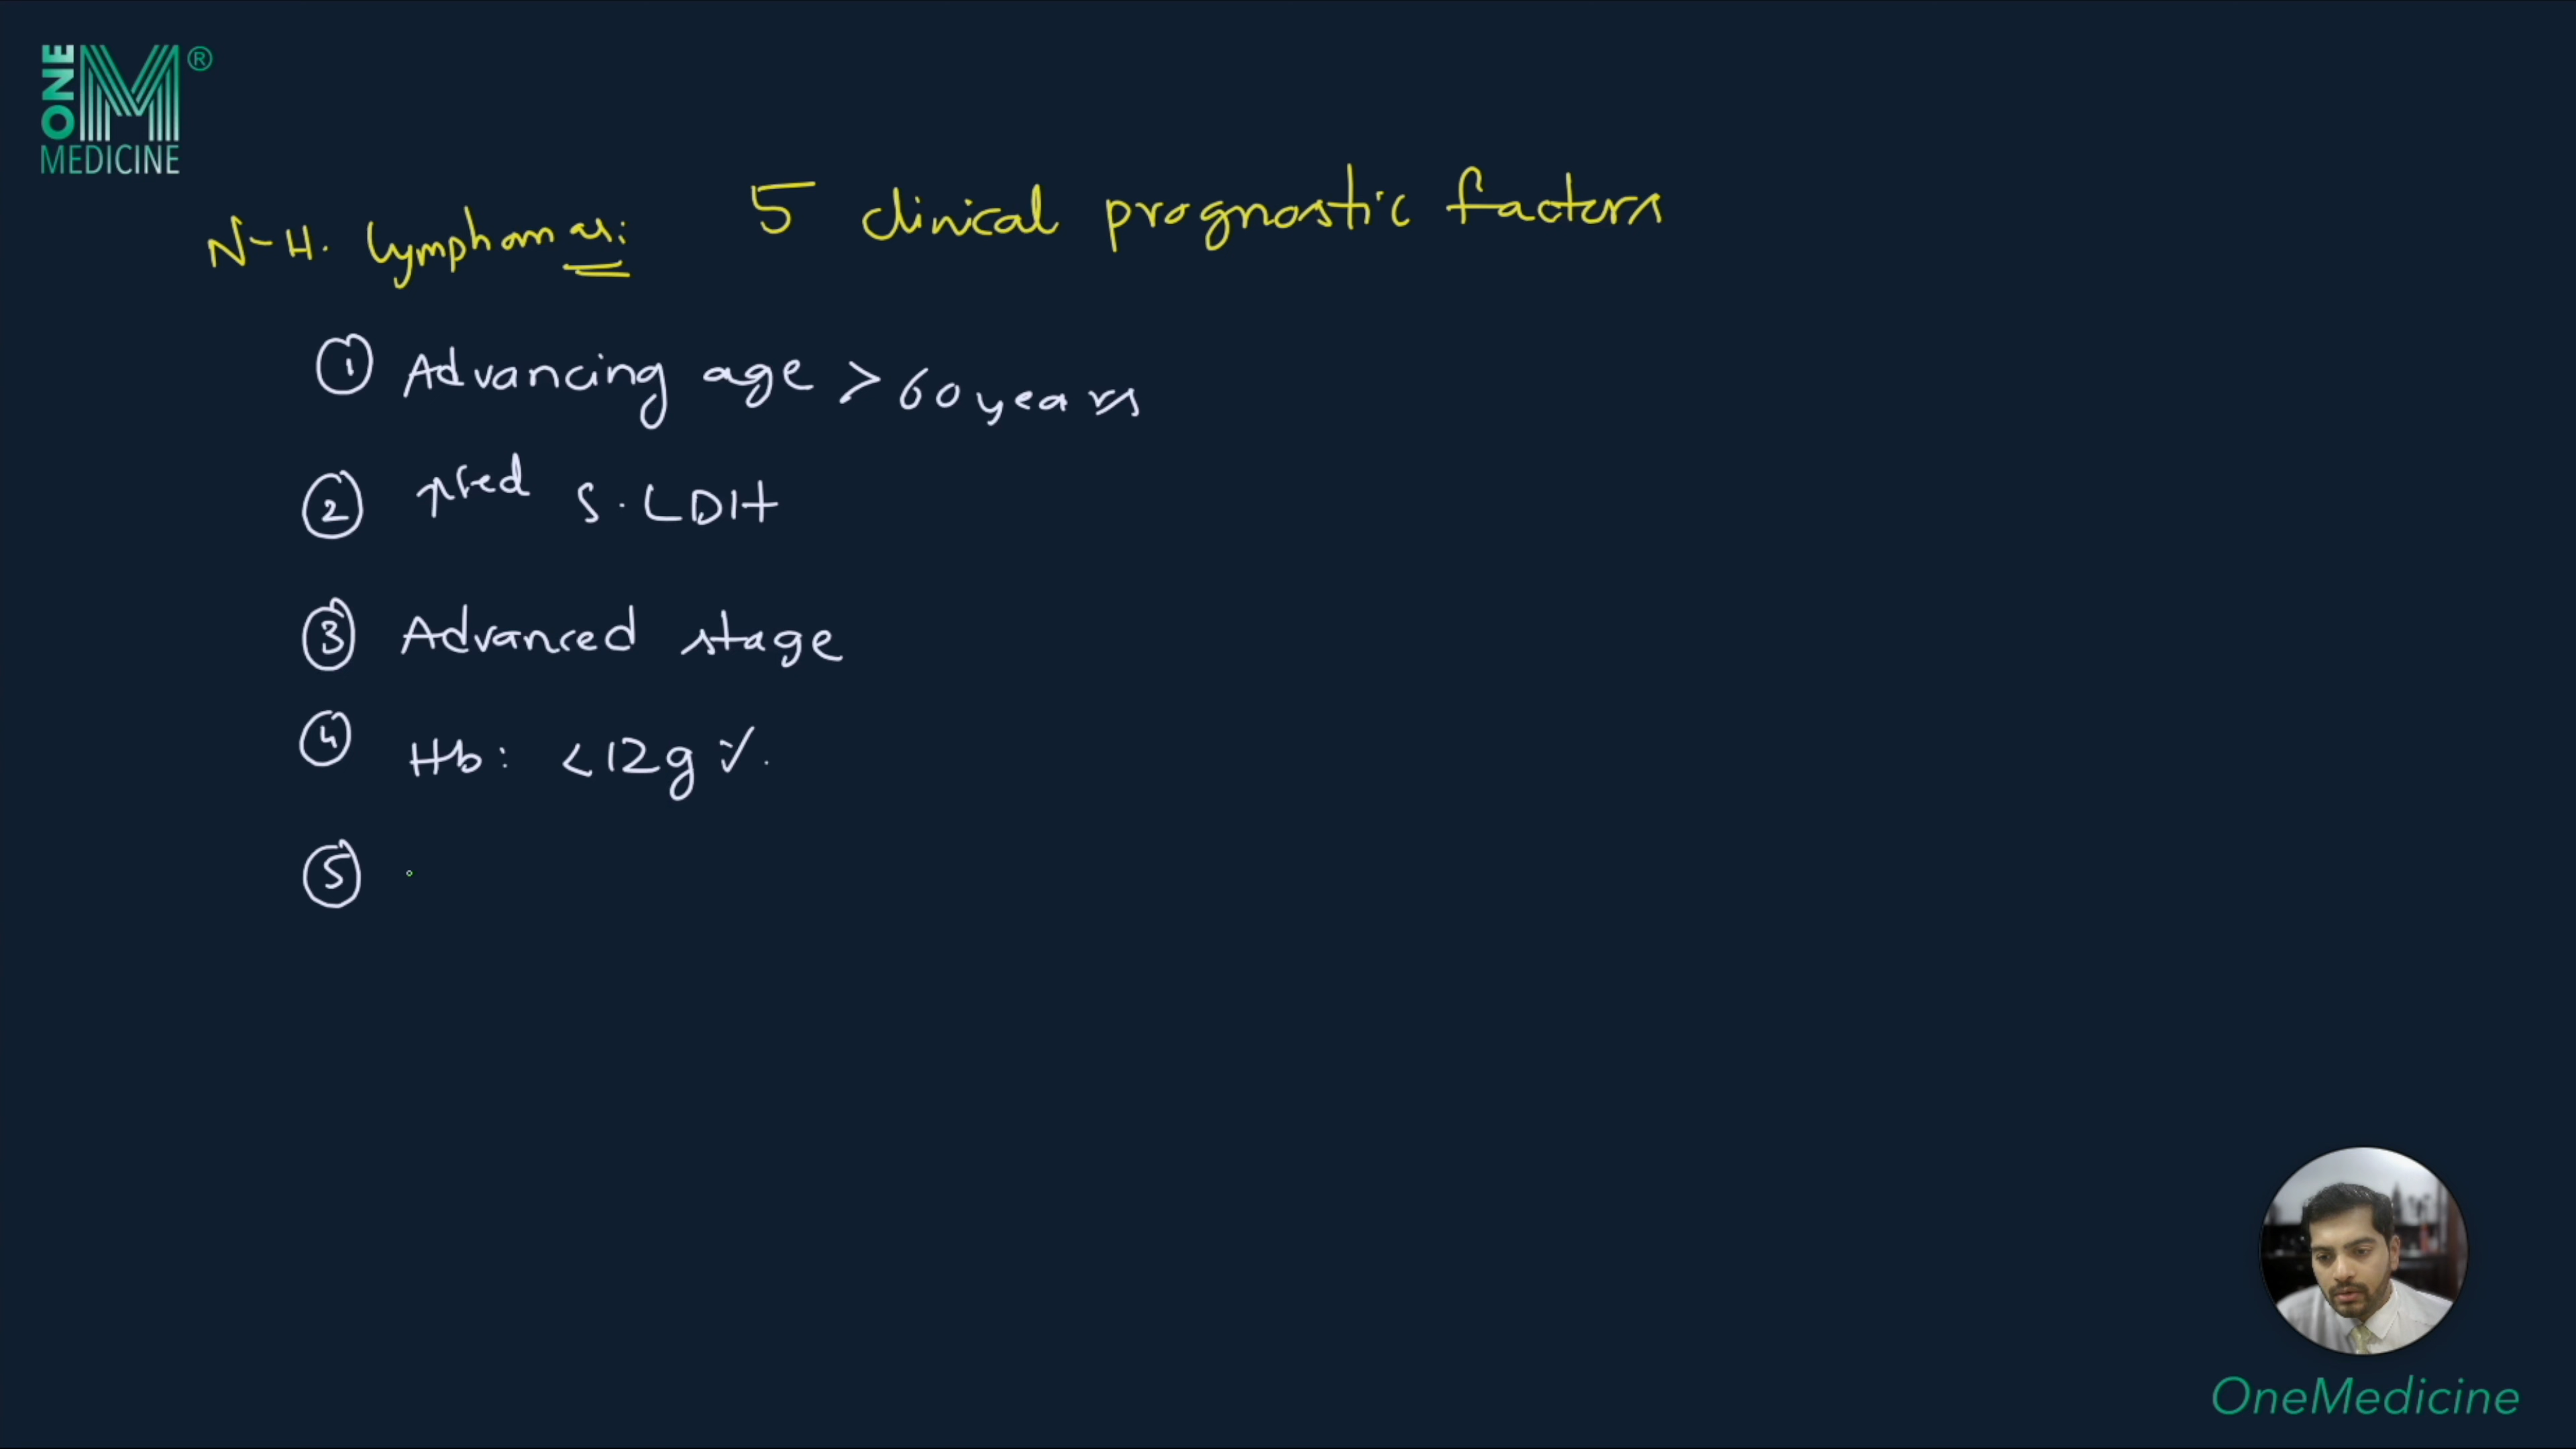 ONE M ®
MEDICINE
N-H. Lymphomas: 5 clinical prognostic factors
① Advancing age > 60 years
② ↑sed S. LDH
③ Advanced stage
④ Hb: <12g %.
⑤
OneMedicine